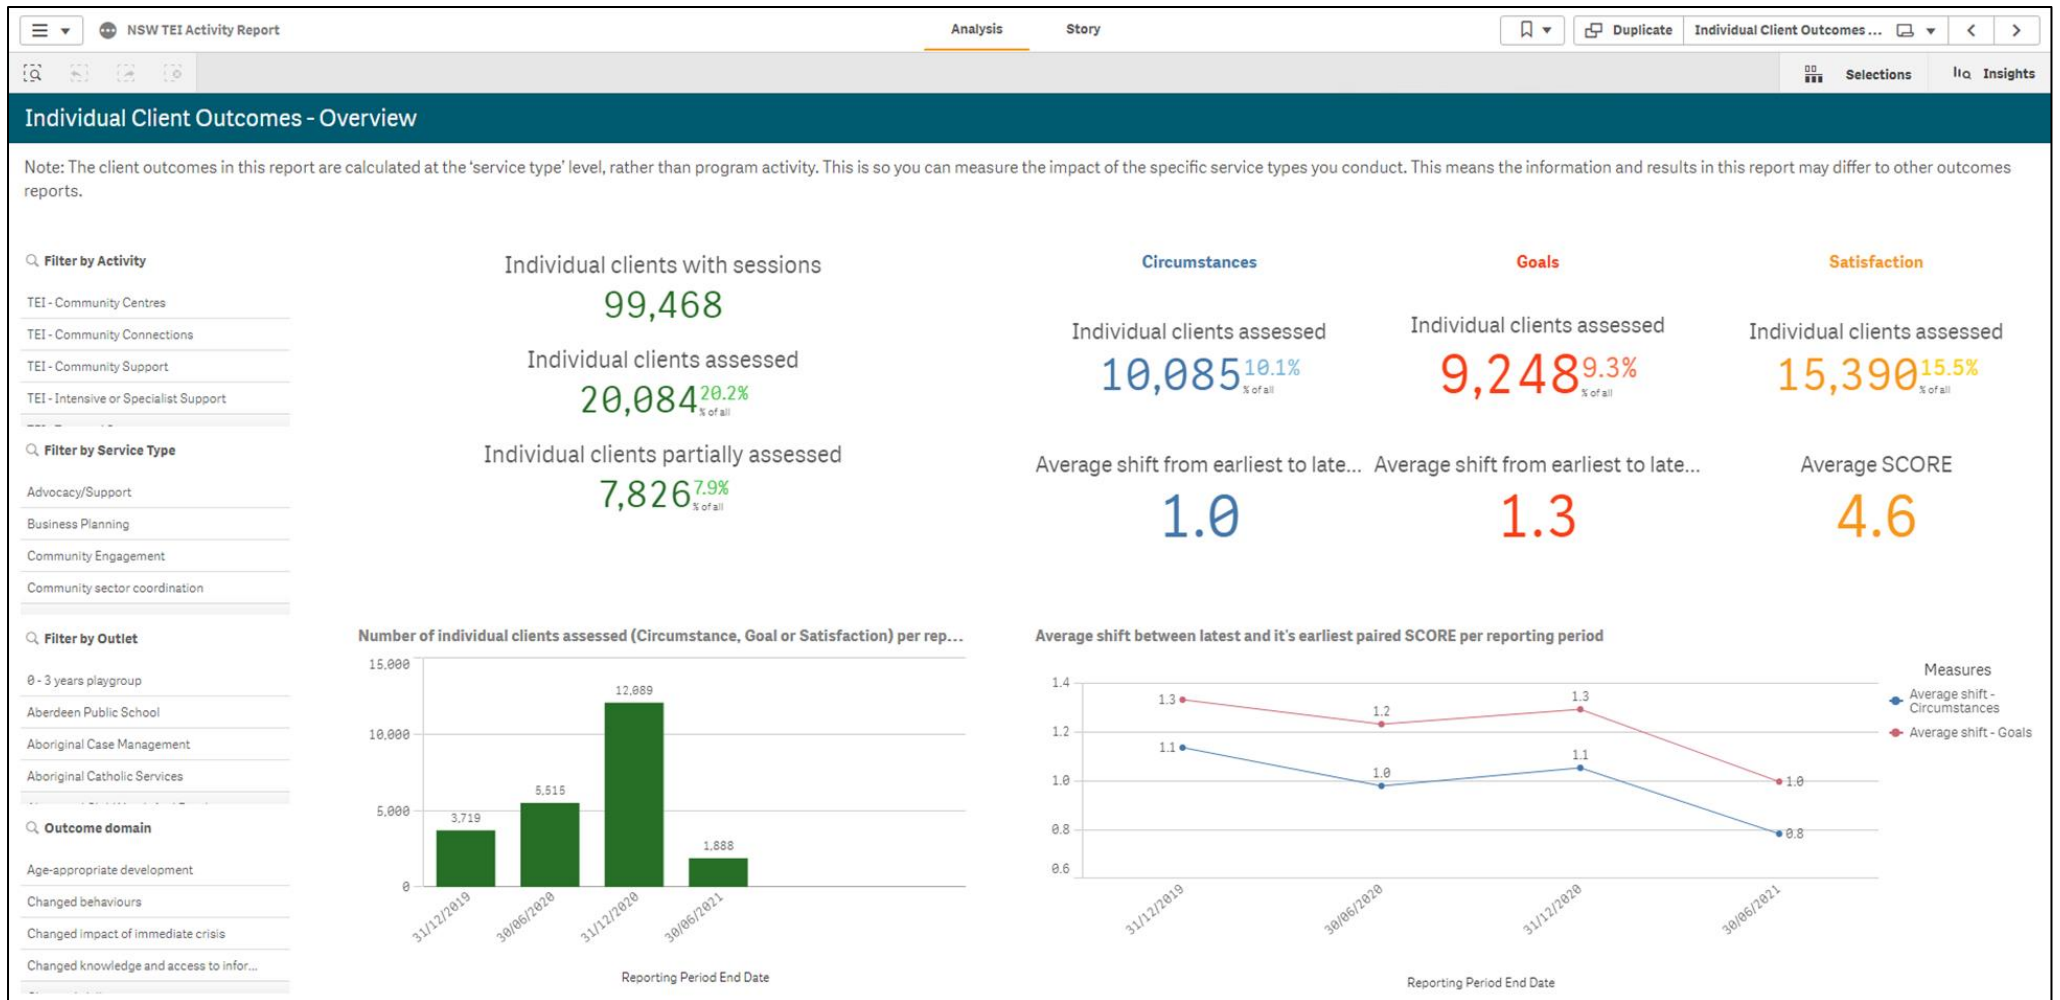 NSW TEI Activity Report
Analysis
Story
Duplicate
Individual Client Outcomes ...
Selections
Insights
Individual Client Outcomes - Overview
Note: The client outcomes in this report are calculated at the 'service type' level, rather than program activity. This is so you can measure the impact of the specific service types you conduct. This means the information and results in this report may differ to other outcomes
reports.
Filter by Activity
TEI - Community Centres
TEI - Community Connections
TEI - Community Support
TEI - Intensive or Specialist Support
Filter by Service Type
Advocacy/Support
Business Planning
Community Engagement
Community sector coordination
Filter by Outlet
0 - 3 years playgroup
Aberdeen Public School
Aboriginal Case Management
Aboriginal Catholic Services
Outcome domain
Age-appropriate development
Changed behaviours
Changed impact of immediate crisis
Changed knowledge and access to infor...
Individual clients with sessions
99,468
Individual clients assessed
20,084 20.2%
% of all
Individual clients partially assessed
7,826 7.9%
% of all
Circumstances
Individual clients assessed
10,085 10.1%
% of all
Average shift from earliest to late...
1.0
Goals
Individual clients assessed
9,248 9.3%
% of all
Average shift from earliest to late...
1.3
Satisfaction
Individual clients assessed
15,390 15.5%
% of all
Average SCORE
4.6
Number of individual clients assessed (Circumstance, Goal or Satisfaction) per rep...
15,000
10,000
5,000
0
3,719
5,515
12,089
1,888
31/12/2019
30/06/2020
31/12/2020
30/06/2021
Reporting Period End Date
Average shift between latest and it's earliest paired SCORE per reporting period
1.4
1.2
1.0
0.8
0.6
1.3
1.2
1.3
1.0
1.1
1.0
1.1
0.8
31/12/2019
30/06/2020
31/12/2020
30/06/2021
Reporting Period End Date
Measures
Average shift -
Circumstances
Average shift - Goals